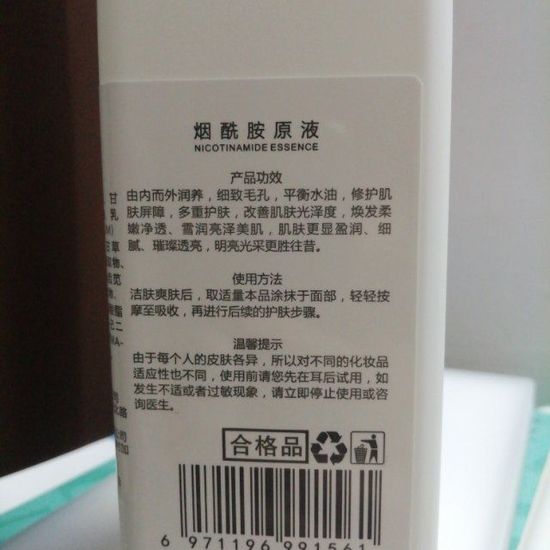 烟酰胺原液
NICOTINAMIDE ESSENCE
产品功效
由内而外润养，细致毛孔，平衡水油，修护肌
肤屏障，多重护肤，改善肌肤光泽度，焕发柔
嫩净透、雪润亮泽美肌，肌肤更显盈润、细
腻、璀璨透亮，明亮光采更胜往昔。
使用方法
洁肤爽肤后，取适量本品涂抹于面部，轻轻按
摩至吸收，再进行后续的护肤步骤。
温馨提示
由于每个人的皮肤各异，所以对不同的化妆品
适应性也不同，使用前请您先在耳后试用，如
发生不适或者过敏现象，请立即停止使用或咨
询医生。
合格品
6 971196 991561